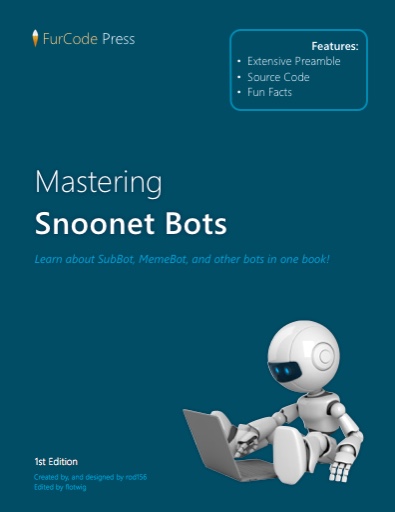 FurCode Press
Features:
• Extensive Preamble
• Source Code
• Fun Facts
Mastering
Snoonet Bots
Learn about SubBot, MemeBot, and other bots in one book!
1st Edition
Created by, and designed by rod156
Edited by flotwig